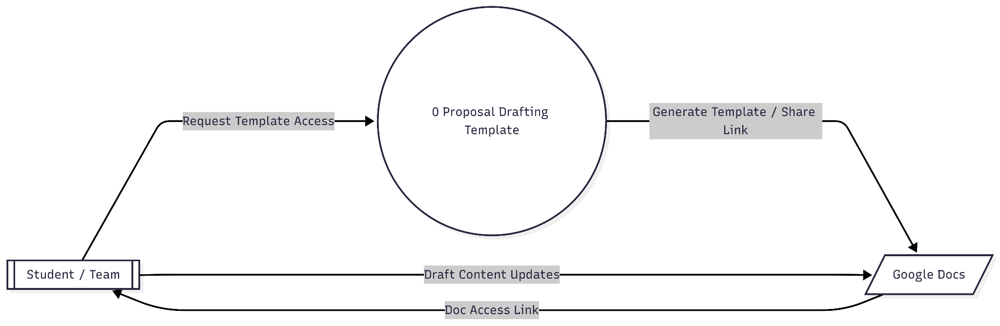 0 Proposal Drafting
Template
Request Template Access
Generate Template / Share
Link
Student / Team
Draft Content Updates
Google Docs
Doc Access Link